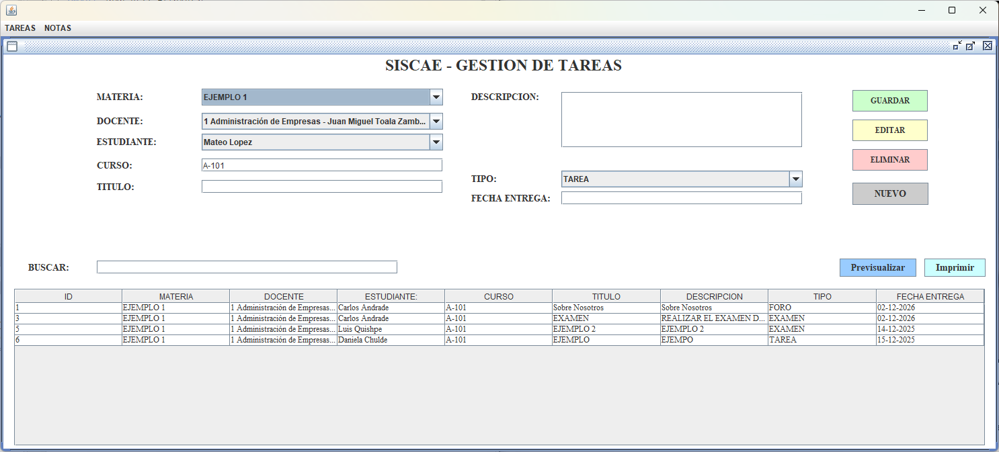 TAREAS NOTAS
SISCAE - GESTION DE TAREAS
MATERIA: EJEMPLO 1
DOCENTE: 1 Administración de Empresas - Juan Miguel Toala Zamb...
ESTUDIANTE: Mateo Lopez
CURSO: A-101
TITULO:
DESCRIPCION:
TIPO: TAREA
FECHA ENTREGA:
GUARDAR
EDITAR
ELIMINAR
NUEVO
BUSCAR:
Previsualizar Imprimir
ID MATERIA DOCENTE ESTUDIANTE: CURSO TITULO DESCRIPCION TIPO FECHA ENTREGA
1 EJEMPLO 1 1 Administración de Empresas... Carlos Andrade A-101 Sobre Nosotros Sobre Nosotros FORO 02-12-2026
3 EJEMPLO 1 1 Administración de Empresas... Carlos Andrade A-101 EXAMEN REALIZAR EL EXAMEN D... EXAMEN 02-12-2026
5 EJEMPLO 1 1 Administración de Empresas... Luis Quishpe A-101 EJEMPLO 2 EJEMPLO 2 EXAMEN 14-12-2025
6 EJEMPLO 1 1 Administración de Empresas... Daniela Chulde A-101 EJEMPLO EJEMPO TAREA 15-12-2025